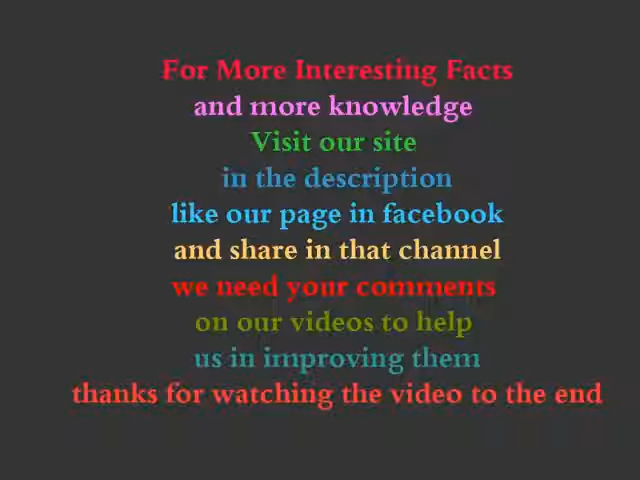 For More Interesting Facts
and more knowledge
Visit our site
in the description
like our page in facebook
and share in that channel
we need your comments
on our videos to help
us in improving them
thanks for watching the video to the end